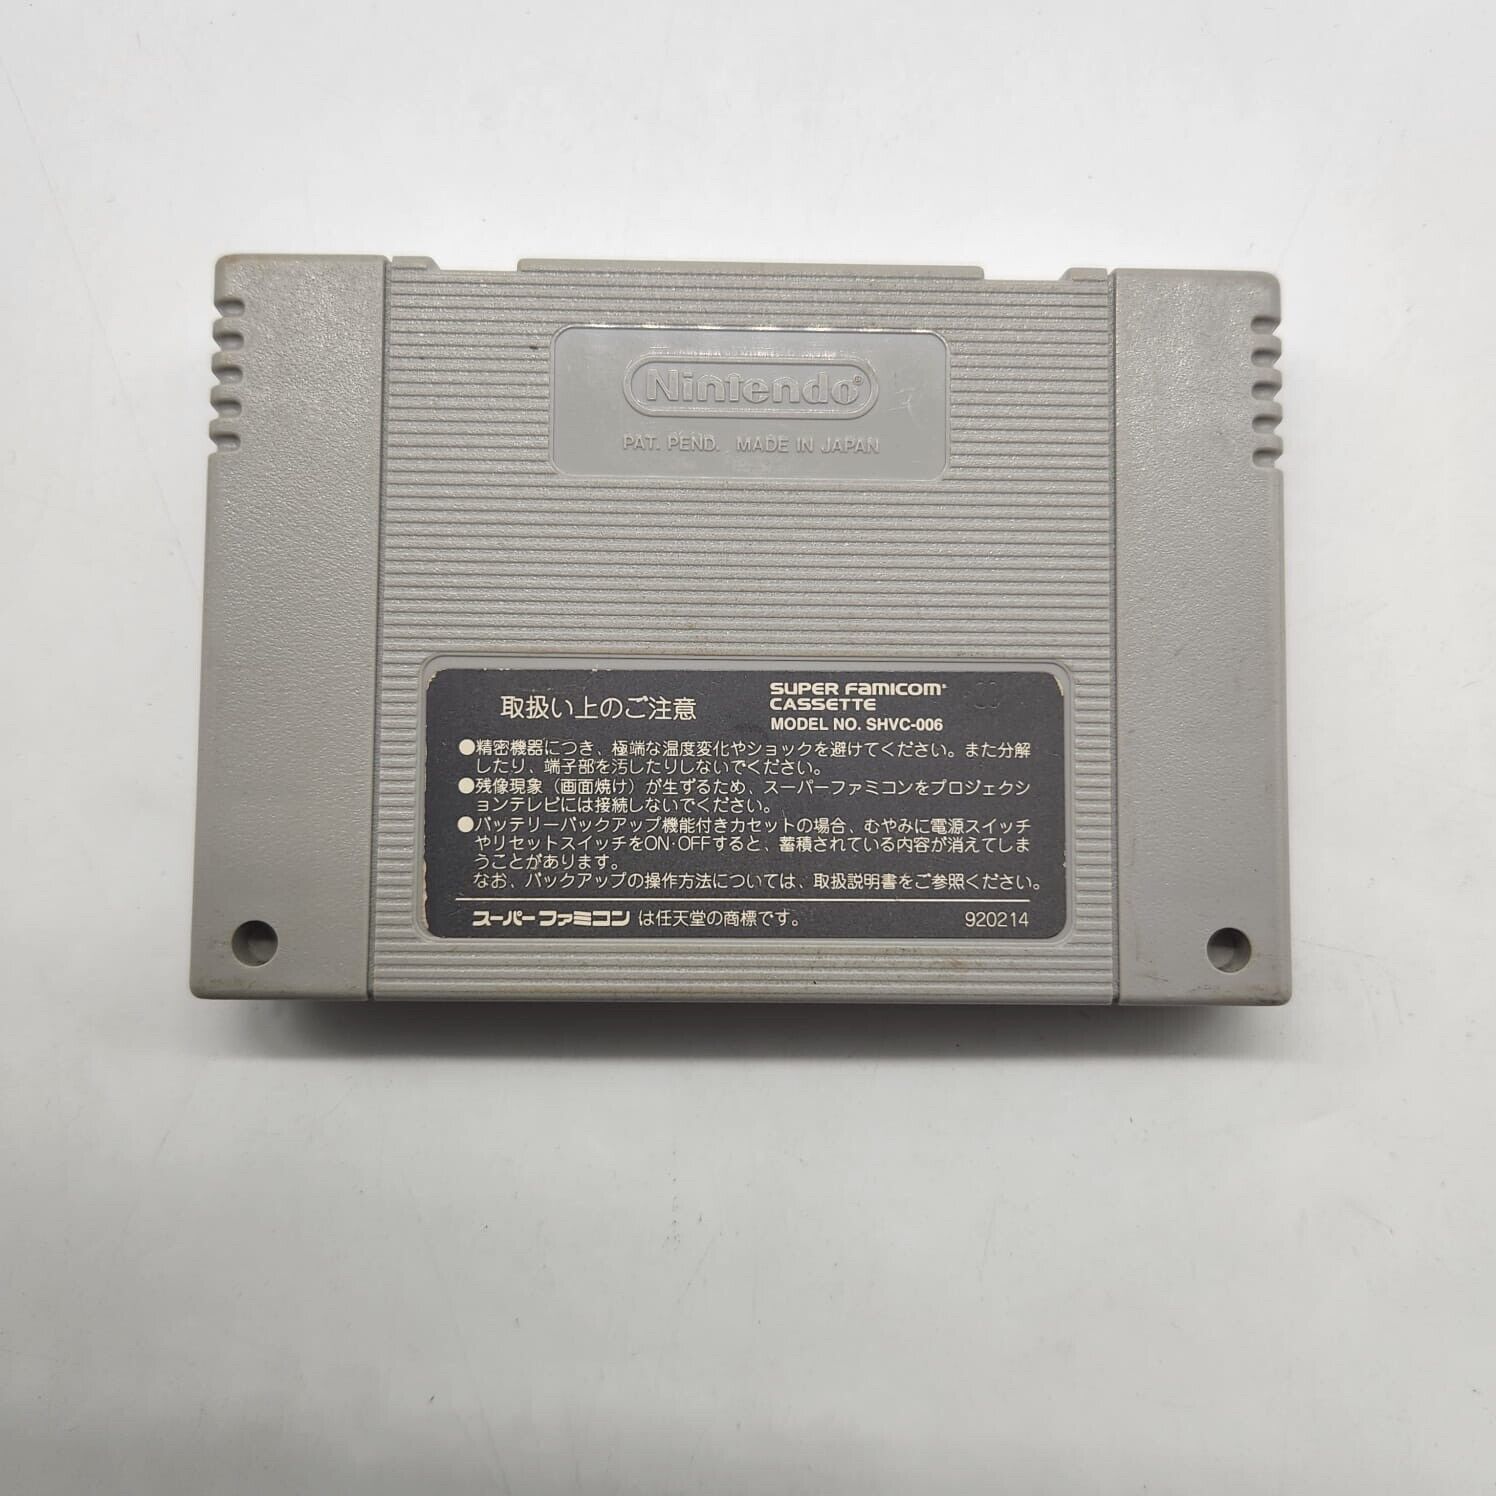 Nintendo®
PAT. PEND. MADE IN JAPAN
取扱い上のご注意
SUPER FAMICOM®
CASSETTE
MODEL NO. SHVC-006
●精密機器につき、極端な温度変化やショックを避けてください。また分解
したり、端子部を汚したりしないでください。
●残像現象（画面焼け）が生ずるため、スーパーファミコンをプロジェクシ
ョンテレビには接続しないでください。
●バッテリーバックアップ機能付きカセットの場合、むやみに電源スイッチ
やリセットスイッチをON・OFFすると、蓄積されている内容が消えてしま
うことがあります。
なお、バックアップの操作方法については、取扱説明書をご参照ください。
スーパーファミコンは任天堂の商標です。
920214